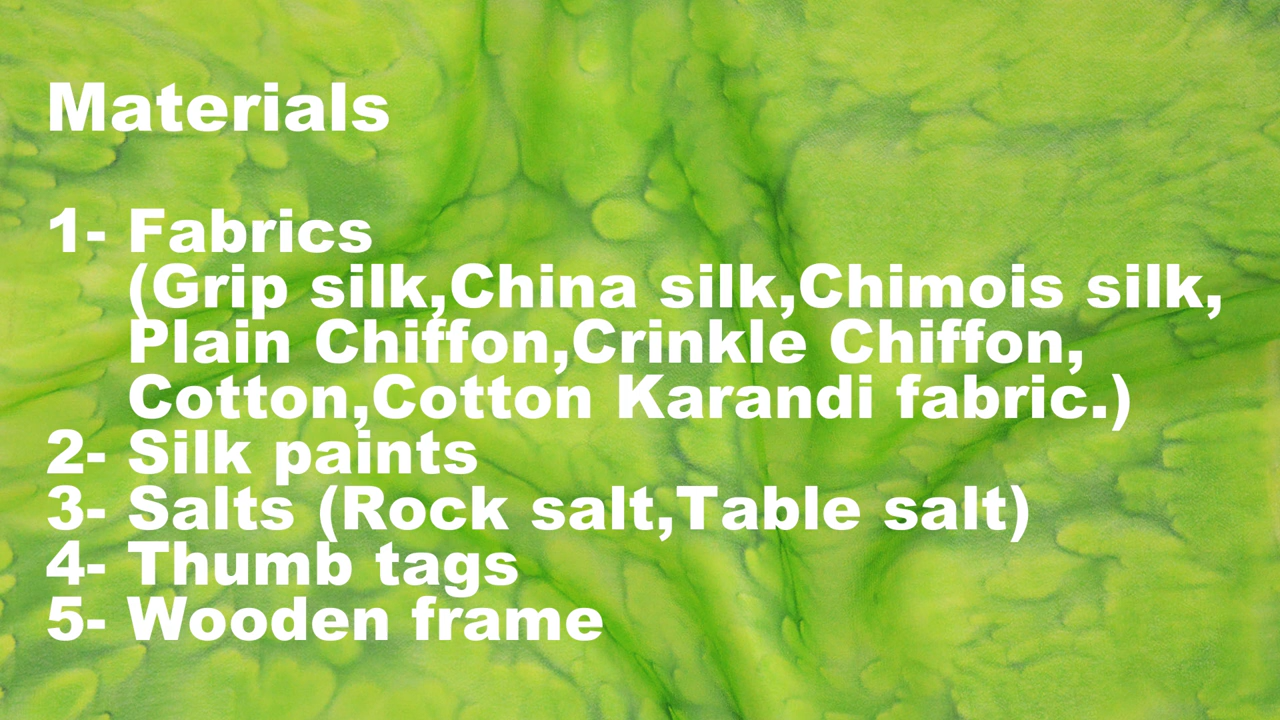 Materials
1- Fabrics
(Grip silk,China silk,Chimois silk,
Plain Chiffon,Crinkle Chiffon,
Cotton,Cotton Karandi fabric.)
2- Silk paints
3- Salts (Rock salt,Table salt)
4- Thumb tags
5- Wooden frame